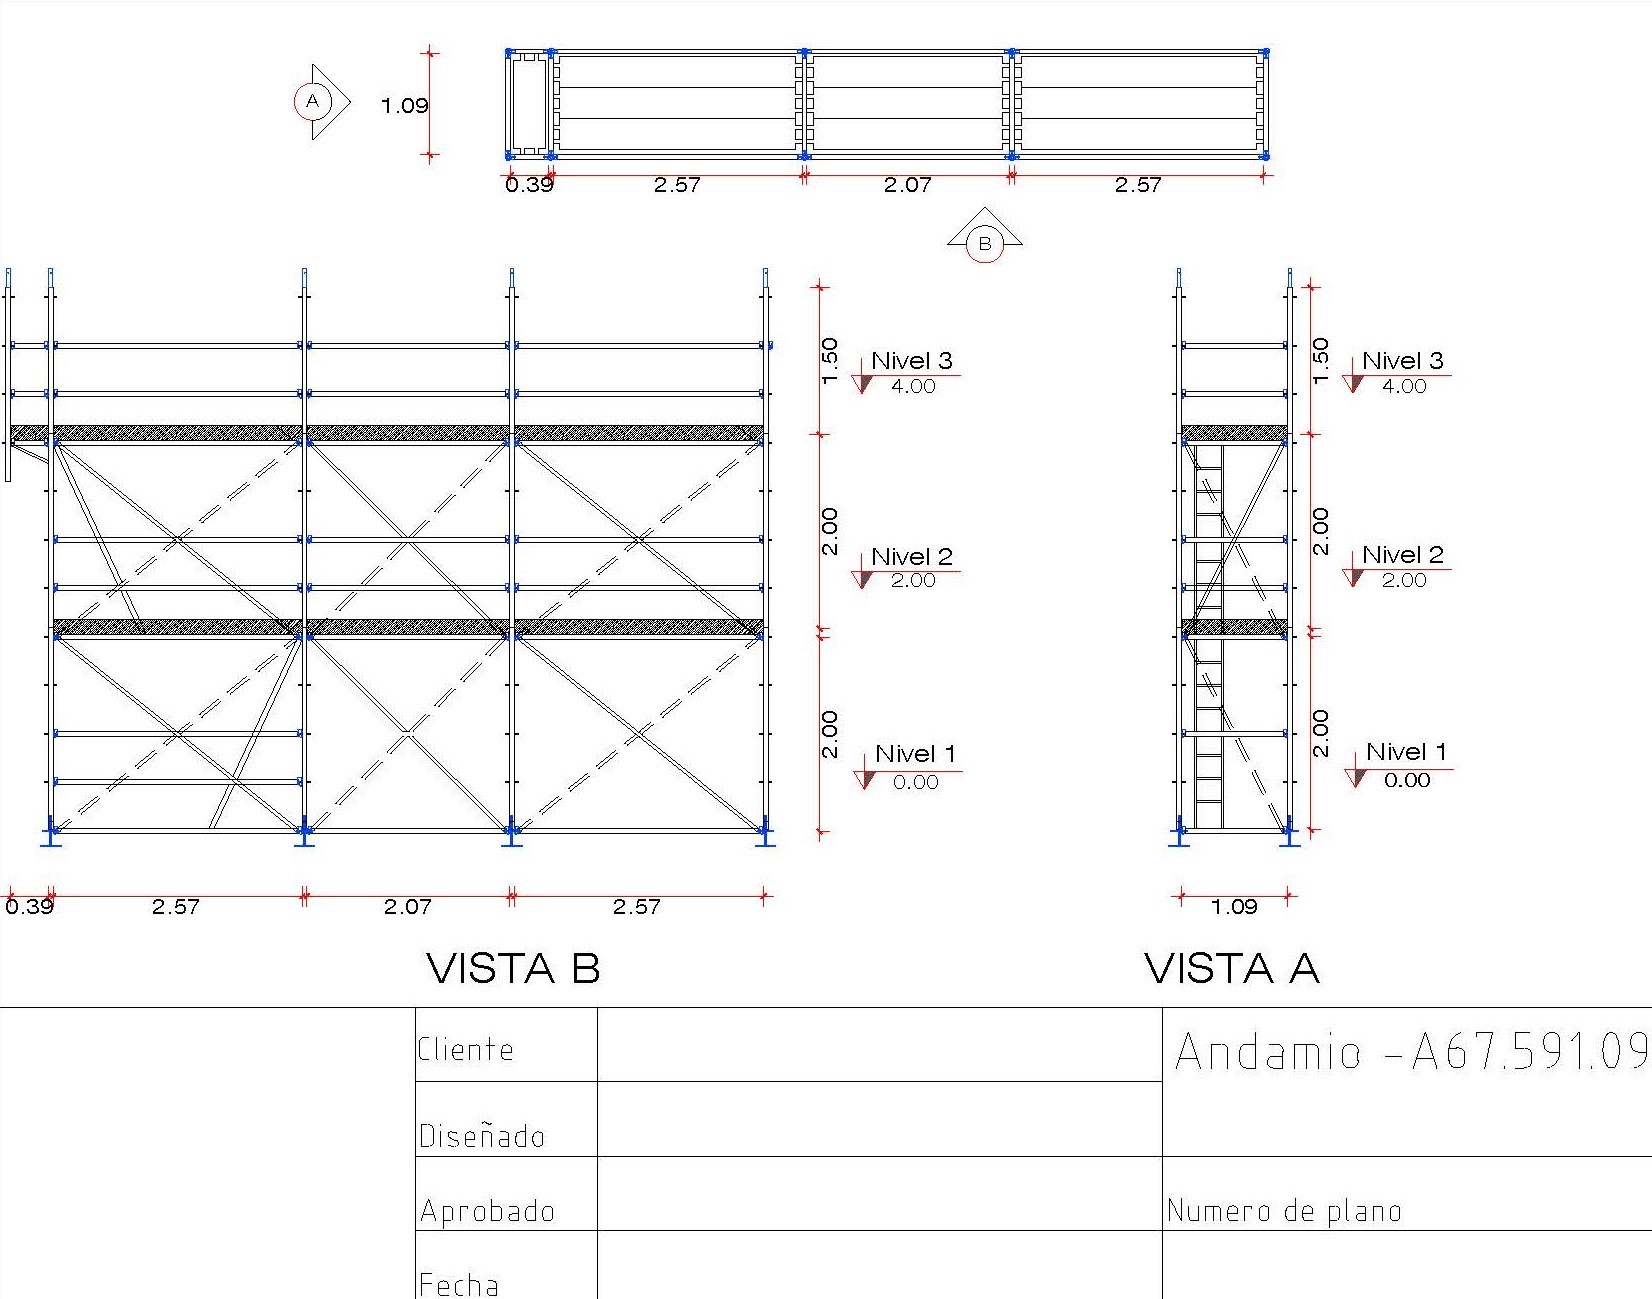 A
1.09
0.39
2.57
2.07
2.57
B
1.50
Nivel 3
4.00
2.00
Nivel 2
2.00
2.00
Nivel 1
0.00
1.50
Nivel 3
4.00
2.00
Nivel 2
2.00
2.00
Nivel 1
0.00
0.39
2.57
2.07
2.57
1.09
VISTA B
VISTA A
Cliente
Andamio -A67.591.09
Diseñado
Aprobado
Numero de plano
Fecha